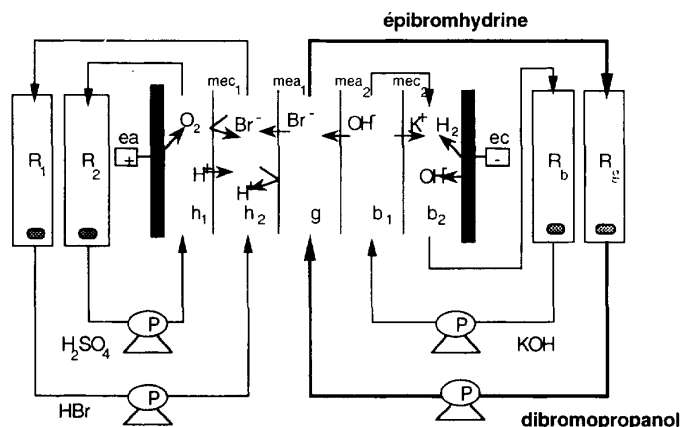 épibromhydrine
mec1 mea1 mea2 mec2
R1 R2 ea + O2 Br- Br- OH- K+ H2 ec - Rb Rg
H+ H+ OH-
h1 h2 g b1 b2
P P
H2SO4 KOH
P P
HBr
dibromopropanol